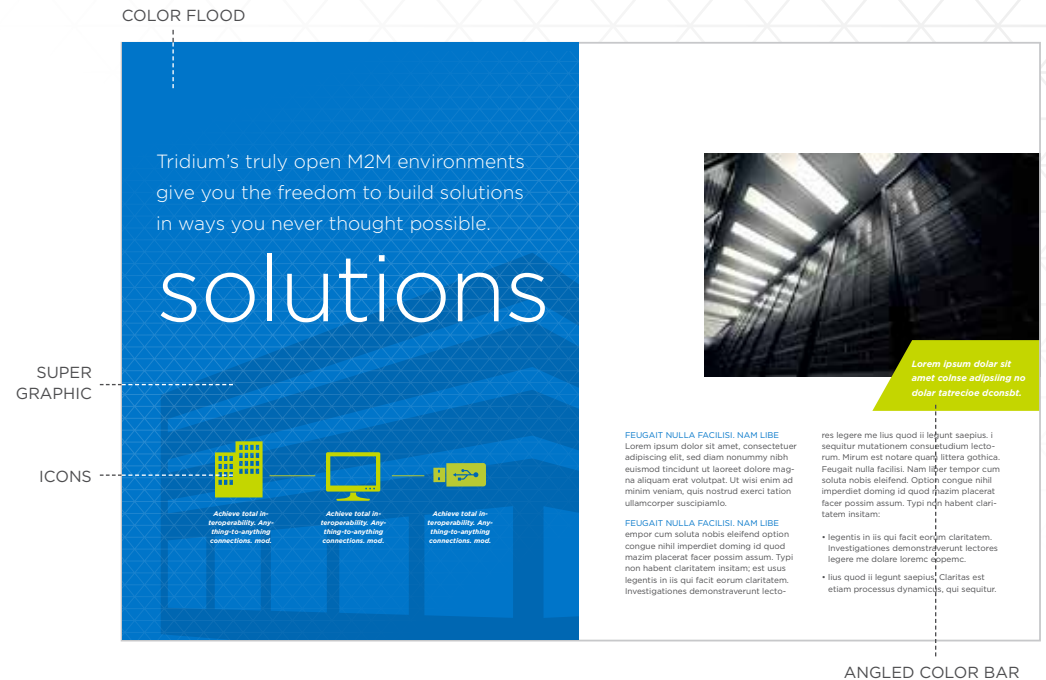 COLOR FLOOD
Tridium's truly open M2M environments
give you the freedom to build solutions
in ways you never thought possible.
solutions
SUPER
GRAPHIC
ICONS
Achieve total in-
teroperability. Any-
thing-to-anything
connections. mod.
Achieve total in-
teroperability. Any-
thing-to-anything
connections. mod.
Achieve total in-
teroperability. Any-
thing-to-anything
connections. mod.
Lorem ipsum dolar sit
amet colnse adipsiing no
dolar tatrecioe dconsbt.
FEUGAIT NULLA FACILISI. NAM LIBE
Lorem ipsum dolor sit amet, consectetuer
adipiscing elit, sed diam nonummy nibh
euismod tincidunt ut laoreet dolore mag-
na aliquam erat volutpat. Ut wisi enim ad
minim veniam, quis nostrud exerci tation
ullamcorper suscipiamlo.
FEUGAIT NULLA FACILISI. NAM LIBE
empor cum soluta nobis eleifend option
congue nihil imperdiet doming id quod
mazim placerat facer possim assum. Typi
non habent claritatem insitam; est usus
legentis in iis qui facit eorum claritatem.
Investigationes demonstraverunt lecto-
res legere me lius quod ii legunt saepius. i
sequitur mutationem consuetudium lecto-
rum. Mirum est notare quam littera gothica.
Feugait nulla facilisi. Nam liber tempor cum
soluta nobis eleifend. Option congue nihil
imperdiet doming id quod mazim placerat
facer possim assum. Typi non habent clari-
tatem insitam:
• legentis in iis qui facit eorum claritatem.
Investigationes demonstraverunt lectores
legere me dolare loremc eopemc.
• lius quod ii legunt saepius. Claritas est
etiam processus dynamicus, qui sequitur.
ANGLED COLOR BAR